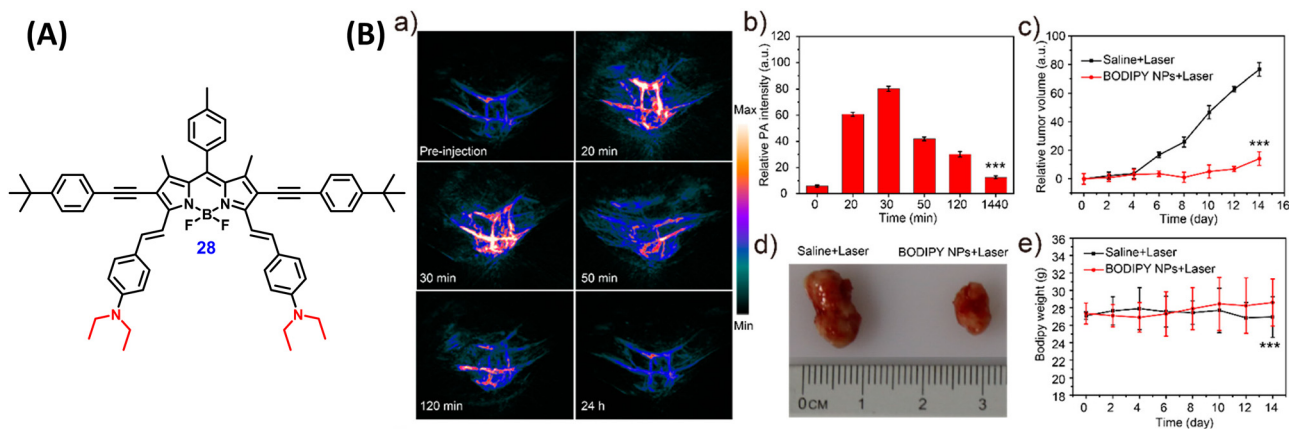 (A)
N
N
B
F
F
28
N
N
(B)
a)
Pre-injection
20 min
30 min
50 min
120 min
24 h
Max
Min
b)
Relative PA intensity (a.u.)
120
100
80
60
40
20
0
***
0 20 30 50 120 1440
Time (min)
c)
Relative tumor volume (a.u.)
100
80
60
40
20
0
-20
Saline+Laser
BODIPY NPs+Laser
***
0 2 4 6 8 10 12 14 16
Time (day)
d)
Saline+Laser
BODIPY NPs+Laser
0CM 1 2 3
e)
Bodipy weight (g)
36
34
32
30
28
26
24
22
20
18
Saline+Laser
BODIPY NPs+Laser
***
0 2 4 6 8 10 12 14
Time (day)